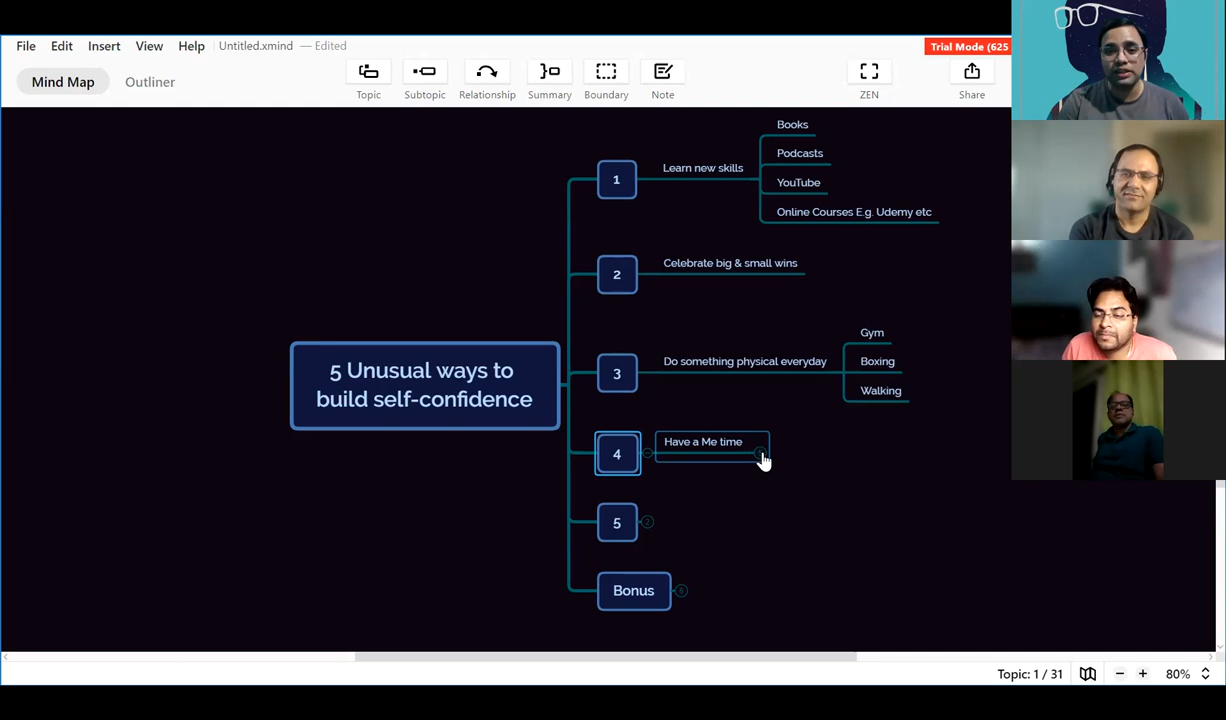 File Edit Insert View Help Untitled.xmind — Edited
Trial Mode (625
Mind Map Outliner
Topic Subtopic Relationship Summary Boundary Note ZEN Share
5 Unusual ways to
build self-confidence
1
Learn new skills
Books
Podcasts
YouTube
Online Courses E.g. Udemy etc
2
Celebrate big & small wins
3
Do something physical everyday
Gym
Boxing
Walking
4
Have a Me time
5
2
Bonus
6
Topic: 1 / 31
80%